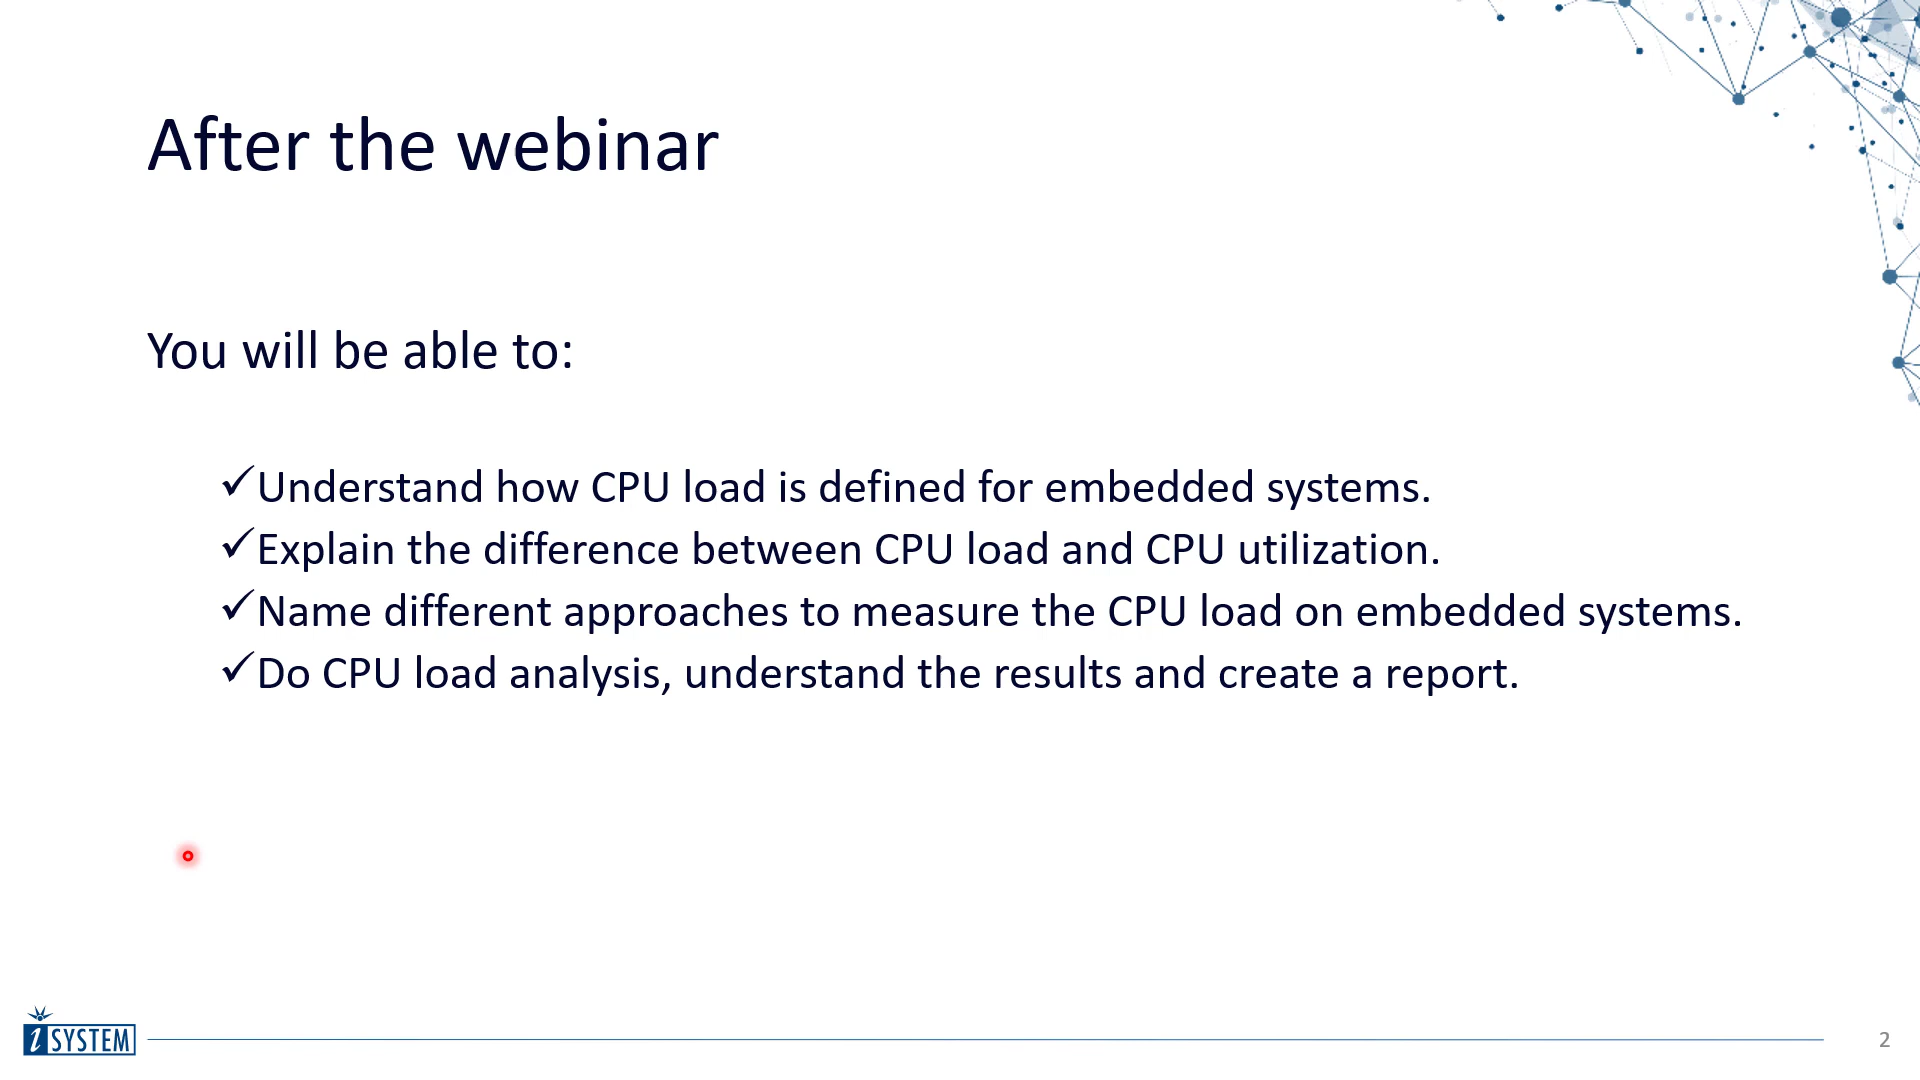 After the webinar
You will be able to:
✓Understand how CPU load is defined for embedded systems.
✓Explain the difference between CPU load and CPU utilization.
✓Name different approaches to measure the CPU load on embedded systems.
✓Do CPU load analysis, understand the results and create a report.
iSYSTEM
2